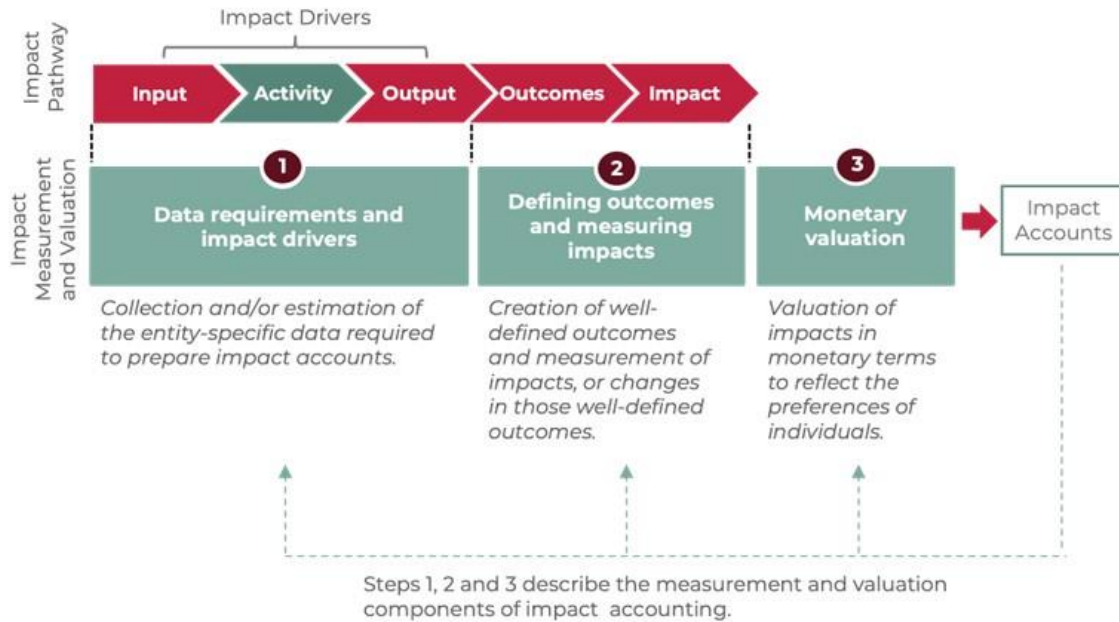 Impact Drivers
Impact
Pathway
Input
Activity
Output
Outcomes
Impact
Impact
Measurement
and Valuation
1
Data requirements and
impact drivers
2
Defining outcomes
and measuring
impacts
3
Monetary
valuation
Impact
Accounts
Collection and/or estimation of
the entity-specific data required
to prepare impact accounts.
Creation of well-
defined outcomes
and measurement of
impacts, or changes
in those well-defined
outcomes.
Valuation of
impacts in
monetary terms
to reflect the
preferences of
individuals.
Steps 1, 2 and 3 describe the measurement and valuation
components of impact accounting.